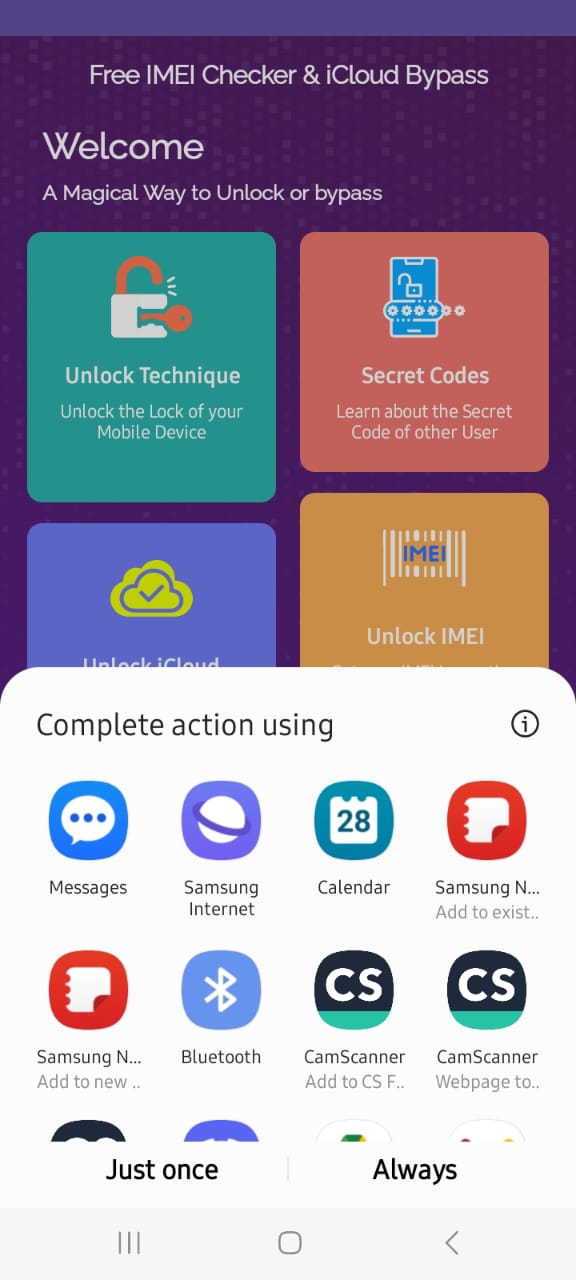 Free IMEI Checker & iCloud Bypass
Welcome
A Magical Way to Unlock or bypass
Unlock Technique
Unlock the Lock of your
Mobile Device
Secret Codes
Learn about the Secret
Code of other User
IMEI
Unlock IMEI
Unlock iCloud
Complete action using
Messages
Samsung
Internet
28
Calendar
Samsung N...
Add to exist..
Samsung N...
Add to new ..
Bluetooth
CS
CamScanner
Add to CS F..
CS
CamScanner
Webpage to..
Just once
Always